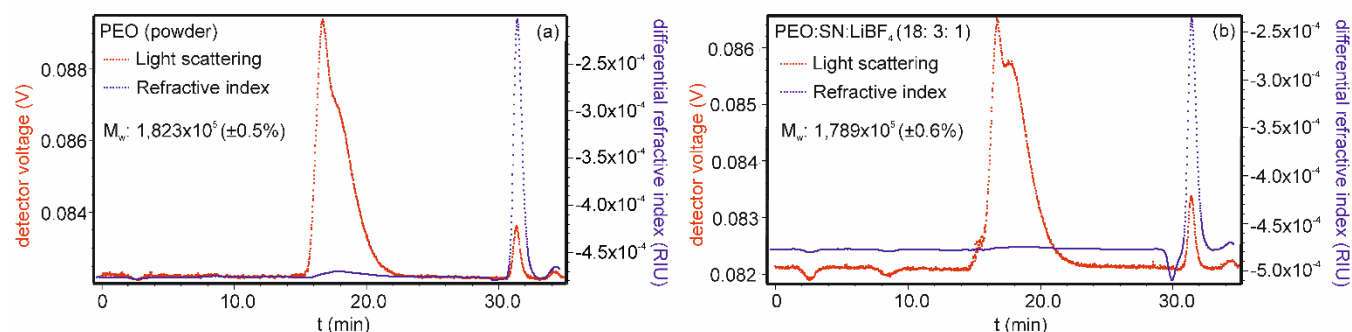 PEO (powder)
(a)
Light scattering
Refractive index
Mw: 1,823x10⁵ (±0.5%)
detector voltage (V)
0.088
0.086
0.084
0.0
10.0
20.0
30.0
t (min)
-2.5x10⁻⁴
-3.0x10⁻⁴
-3.5x10⁻⁴
-4.0x10⁻⁴
-4.5x10⁻⁴
differential refractive
index (RIU)
PEO:SN:LiBF₄ (18: 3: 1)
(b)
Light scattering
Refractive index
Mw: 1,789x10⁵ (±0.6%)
detector voltage (V)
0.086
0.085
0.084
0.083
0.082
0.0
10.0
20.0
30.0
t (min)
-2.5x10⁻⁴
-3.0x10⁻⁴
-3.5x10⁻⁴
-4.0x10⁻⁴
-4.5x10⁻⁴
-5.0x10⁻⁴
differential refractive
index (RIU)